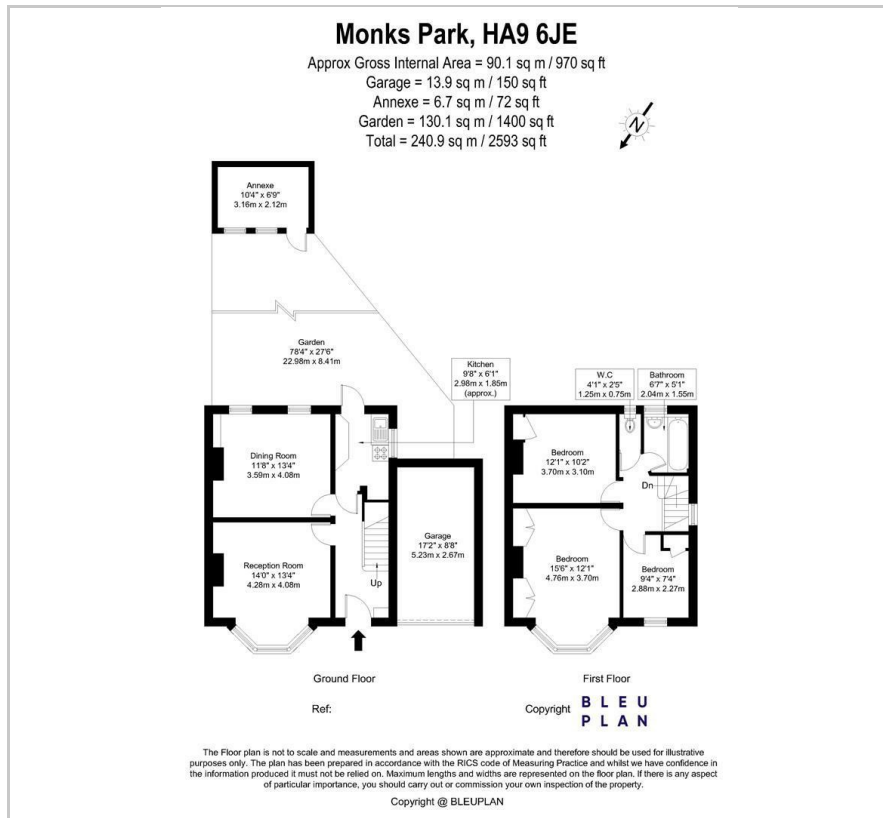 Monks Park, HA9 6JE
Approx Gross Internal Area = 90.1 sq m / 970 sq ft
Garage = 13.9 sq m / 150 sq ft
Annexe = 6.7 sq m / 72 sq ft
Garden = 130.1 sq m / 1400 sq ft
Total = 240.9 sq m / 2593 sq ft
N
Annexe
10'4" x 6'9"
3.16m x 2.12m
Garden
78'4" x 27'6"
22.98m x 8.41m
Kitchen
9'8" x 6'1"
2.98m x 1.85m
(approx.)
Dining Room
11'8" x 13'4"
3.59m x 4.08m
Reception Room
14'0" x 13'4"
4.28m x 4.08m
Up
Garage
17'2" x 8'8"
5.23m x 2.67m
Ground Floor
W.C
4'1" x 2'5"
1.25m x 0.75m
Bathroom
6'7" x 5'1"
2.04m x 1.55m
Bedroom
12'1" x 10'2"
3.70m x 3.10m
Dn
Bedroom
15'6" x 12'1"
4.76m x 3.70m
Bedroom
9'4" x 7'4"
2.88m x 2.27m
First Floor
Ref:
Copyright
BLEU
PLAN
The Floor plan is not to scale and measurements and areas shown are approximate and therefore should be used for illustrative
purposes only. The plan has been prepared in accordance with the RICS code of Measuring Practice and whilst we have confidence in
the information produced it must not be relied on. Maximum lengths and widths are represented on the floor plan. If there is any aspect
of particular importance, you should carry out or commission your own inspection of the property.
Copyright @ BLEUPLAN